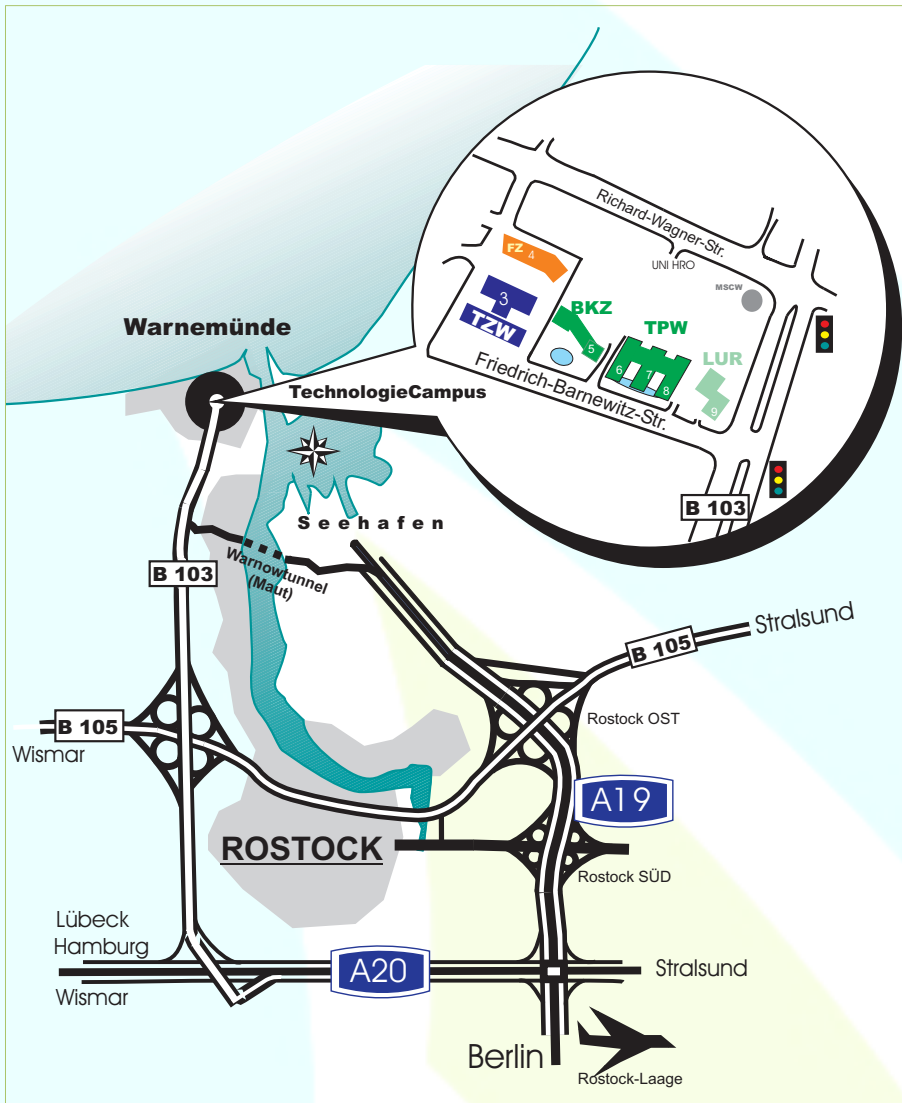 Richard-Wagner-Str.
UNI HRO
MSCW
FZ 4
3
TZW
BKZ
5
TPW
6
7
8
LUR
9
Friedrich-Barnewitz-Str.
B 103
Warnemünde
TechnologieCampus
Seehafen
Warnowtunnel
(Maut)
B 103
Stralsund
B 105
B 105
Wismar
Rostock OST
A19
ROSTOCK
Rostock SÜD
Lübeck
Hamburg
A20
Stralsund
Wismar
Berlin
Rostock-Laage